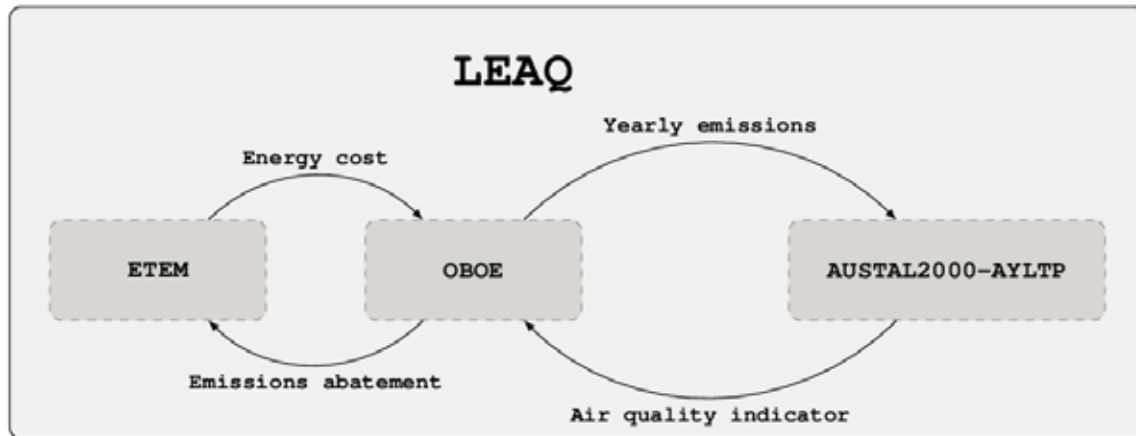 LEAQ
Yearly emissions
Energy cost
ETEM
OBOE
AUSTAL2000-AYLTP
Emissions abatement
Air quality indicator